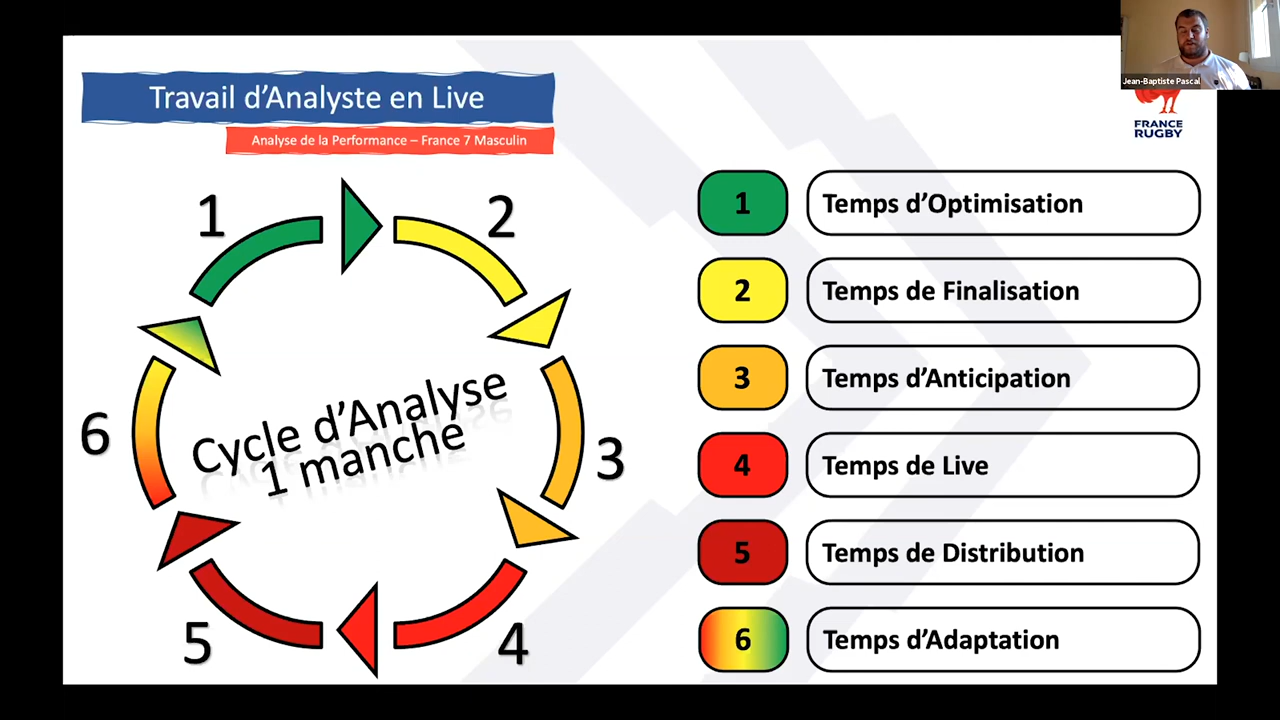 Travail d'Analyste en Live
Analyse de la Performance – France 7 Masculin
Jean-Baptiste Pascal
FRANCE
RUGBY
1
2
3
4
5
6
Cycle d'Analyse
1 manche
1 Temps d'Optimisation
2 Temps de Finalisation
3 Temps d'Anticipation
4 Temps de Live
5 Temps de Distribution
6 Temps d'Adaptation